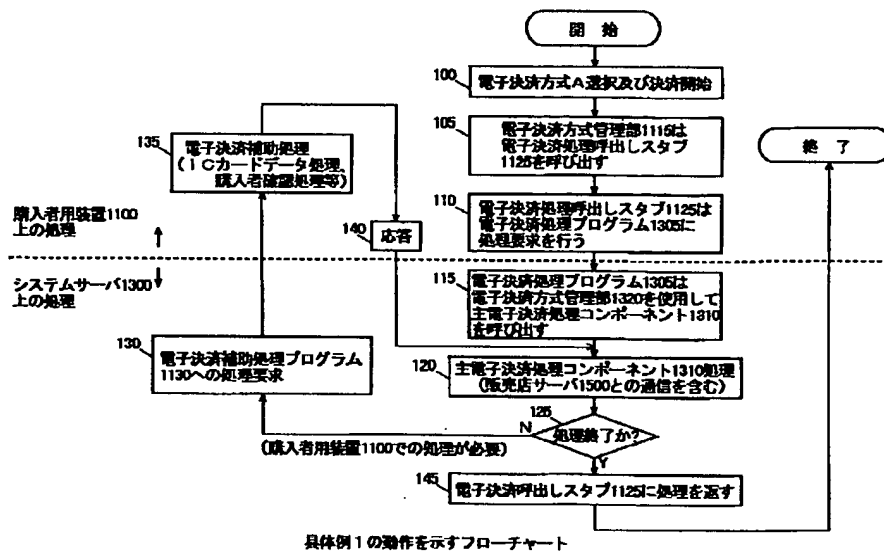 開 始
100
電子決済方式A選択及び決済開始
105
電子決済方式管理部1115は
電子決済処理呼出しスタブ
1125を呼び出す
110
電子決済処理呼出しスタブ1125は
電子決済処理プログラム1305に
処理要求を行う
終 了
135
電子決済補助処理
(ICカードデータ処理、
購入者確認処理等)
140
応答
購入者用装置1100
上の処理
システムサーバ1300
上の処理
115
電子決済処理プログラム1305は
電子決済方式管理部1320を使用して
主電子決済処理コンポーネント1310
を呼び出す
130
電子決済補助処理プログラム
1130への処理要求
120
主電子決済処理コンポーネント1310処理
(販売店サーバ1500との通信を含む)
125
処理終了か?
N
(購入者用装置1100での処理が必要)
Y
145
電子決済呼出しスタブ1125に処理を返す
具体例1の動作を示すフローチャート